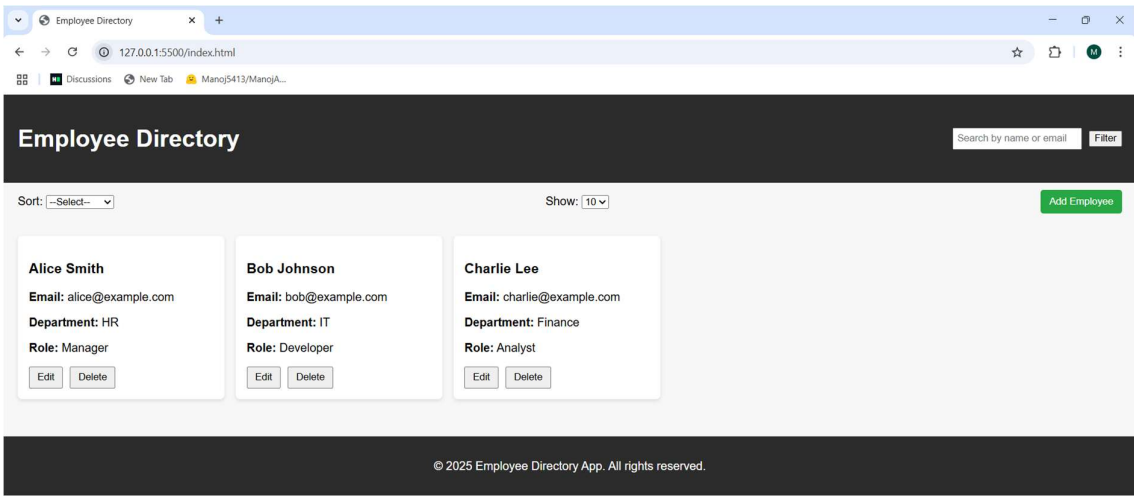 Employee Directory
127.0.0.1:5500/index.html
M
Discussions New Tab Manoj5413/ManojA...
Employee Directory
Search by name or email Filter
Sort: --Select-- Show: 10 Add Employee
Alice Smith Bob Johnson Charlie Lee
Email: alice@example.com Email: bob@example.com Email: charlie@example.com
Department: HR Department: IT Department: Finance
Role: Manager Role: Developer Role: Analyst
Edit Delete Edit Delete Edit Delete
© 2025 Employee Directory App. All rights reserved.